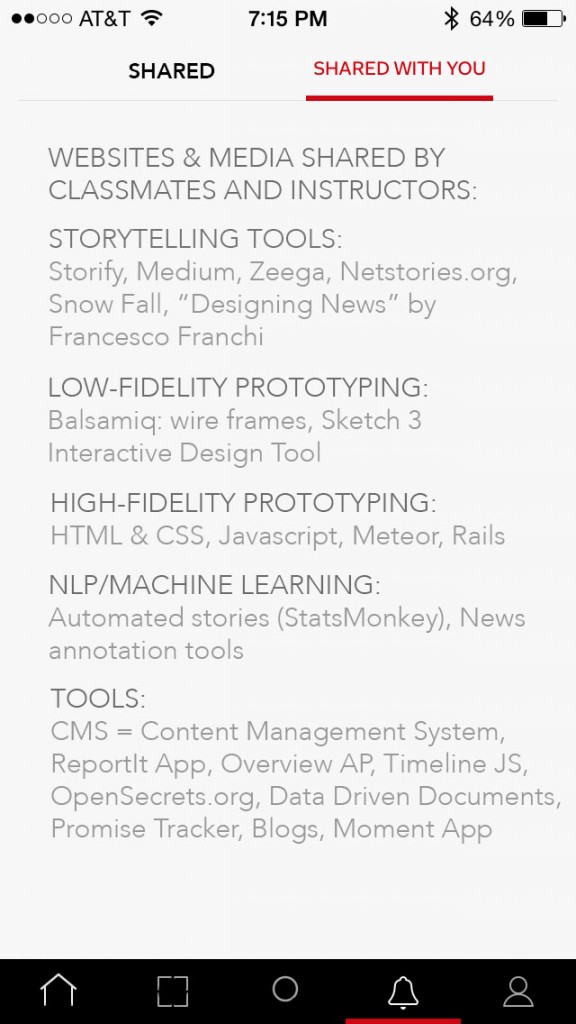 AT&T 7:15 PM 64%
SHARED SHARED WITH YOU
WEBSITES & MEDIA SHARED BY
CLASSMATES AND INSTRUCTORS:
STORYTELLING TOOLS:
Storify, Medium, Zeega, Netstories.org,
Snow Fall, “Designing News” by
Francesco Franchi
LOW-FIDELITY PROTOTYPING:
Balsamiq: wire frames, Sketch 3
Interactive Design Tool
HIGH-FIDELITY PROTOTYPING:
HTML & CSS, Javascript, Meteor, Rails
NLP/MACHINE LEARNING:
Automated stories (StatsMonkey), News
annotation tools
TOOLS:
CMS = Content Management System,
ReportIt App, Overview AP, Timeline JS,
OpenSecrets.org, Data Driven Documents,
Promise Tracker, Blogs, Moment App